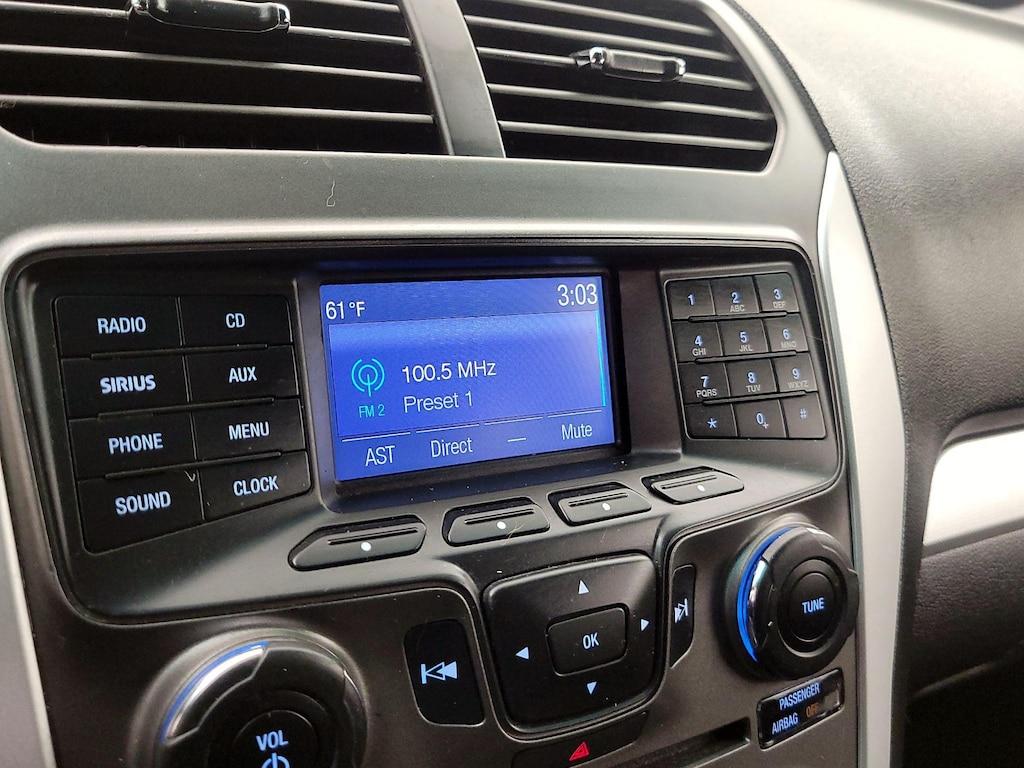 61°F
3:03
100.5 MHz
FM 2
Preset 1
AST Direct — Mute
RADIO
CD
SIRIUS
AUX
PHONE
MENU
SOUND
CLOCK
1
2 ABC
3 DEF
4 GHI
5 JKL
6 MNO
7 PQRS
8 TUV
9 WXYZ
*
0+
#
OK
TUNE
VOL
PASSENGER
AIRBAG OFF